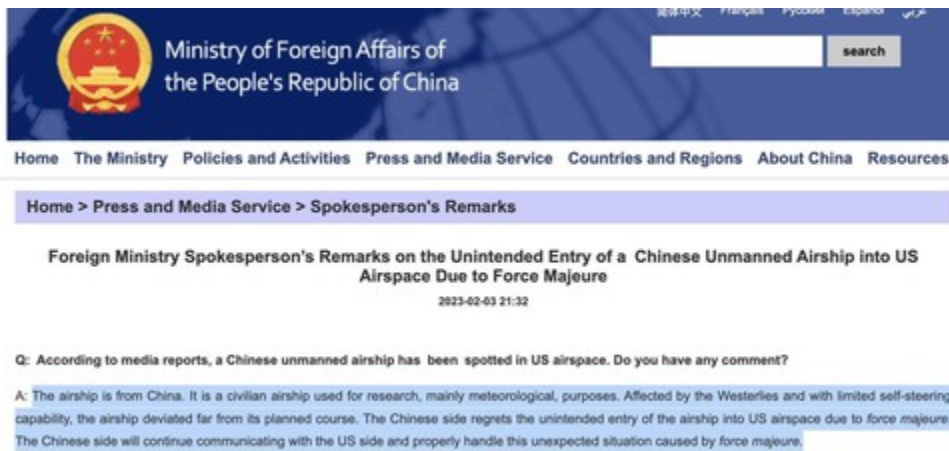 简体中文 Français Русский Español عربي
Ministry of Foreign Affairs of
the People's Republic of China
search
Home The Ministry Policies and Activities Press and Media Service Countries and Regions About China Resources
Home > Press and Media Service > Spokesperson's Remarks
Foreign Ministry Spokesperson's Remarks on the Unintended Entry of a Chinese Unmanned Airship into US
Airspace Due to Force Majeure
2023-02-03 21:32
Q: According to media reports, a Chinese unmanned airship has been spotted in US airspace. Do you have any comment?
A: The airship is from China. It is a civilian airship used for research, mainly meteorological, purposes. Affected by the Westerlies and with limited self-steering
capability, the airship deviated far from its planned course. The Chinese side regrets the unintended entry of the airship into US airspace due to force majeure.
The Chinese side will continue communicating with the US side and properly handle this unexpected situation caused by force majeure.